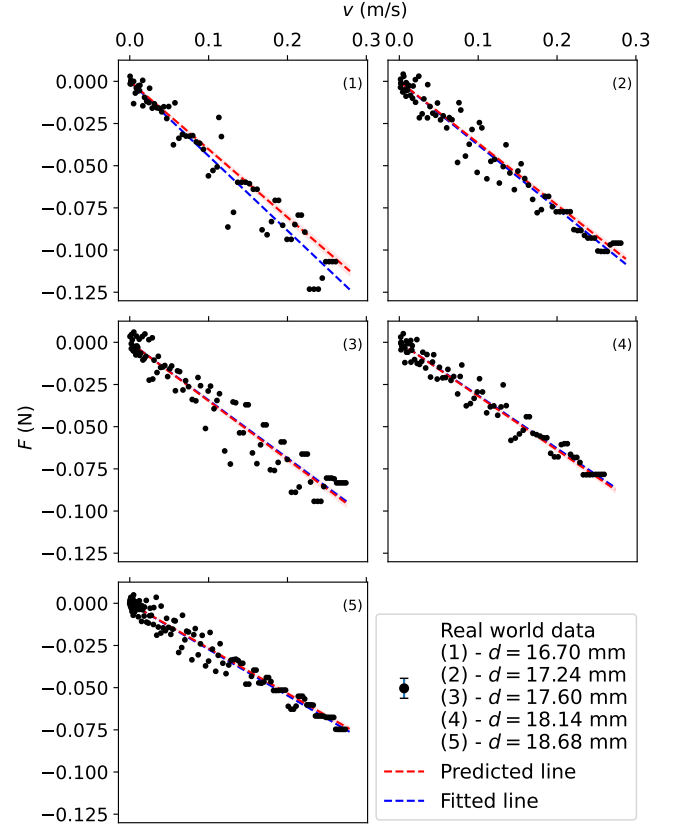 v (m/s)
0.0 0.1 0.2 0.3 0.0 0.1 0.2 0.3
0.000
−0.025
−0.050
−0.075
−0.100
−0.125
(1)
(2)
0.000
−0.025
−0.050
−0.075
−0.100
−0.125
(3)
(4)
F (N)
0.000
−0.025
−0.050
−0.075
−0.100
−0.125
(5)
Real world data
(1) - d = 16.70 mm
(2) - d = 17.24 mm
(3) - d = 17.60 mm
(4) - d = 18.14 mm
(5) - d = 18.68 mm
Predicted line
Fitted line